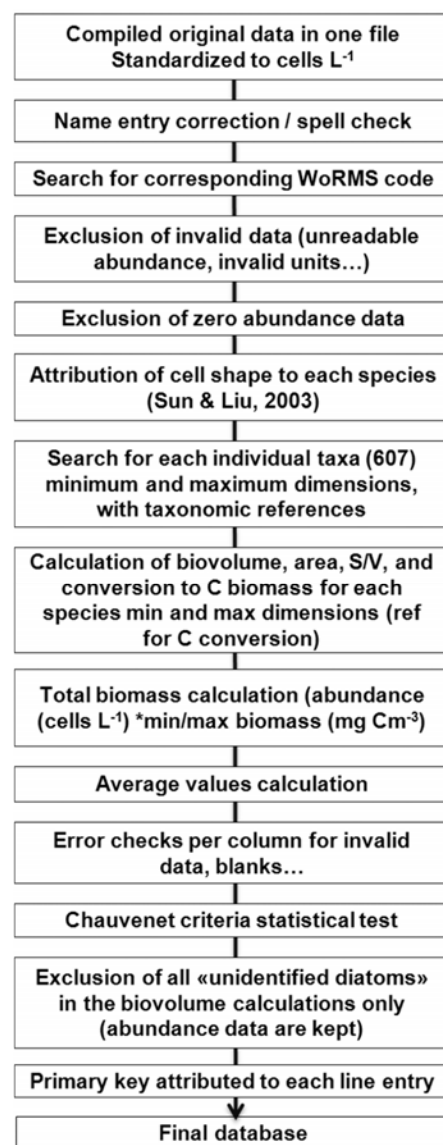 Compiled original data in one file
Standardized to cells L⁻¹
Name entry correction / spell check
Search for corresponding WoRMS code
Exclusion of invalid data (unreadable
abundance, invalid units…)
Exclusion of zero abundance data
Attribution of cell shape to each species
(Sun & Liu, 2003)
Search for each individual taxa (607)
minimum and maximum dimensions,
with taxonomic references
Calculation of biovolume, area, S/V, and
conversion to C biomass for each
species min and max dimensions (ref
for C conversion)
Total biomass calculation (abundance
(cells L⁻¹) *min/max biomass (mg Cm⁻³)
Average values calculation
Error checks per column for invalid
data, blanks…
Chauvenet criteria statistical test
Exclusion of all «unidentified diatoms»
in the biovolume calculations only
(abundance data are kept)
Primary key attributed to each line entry
Final database